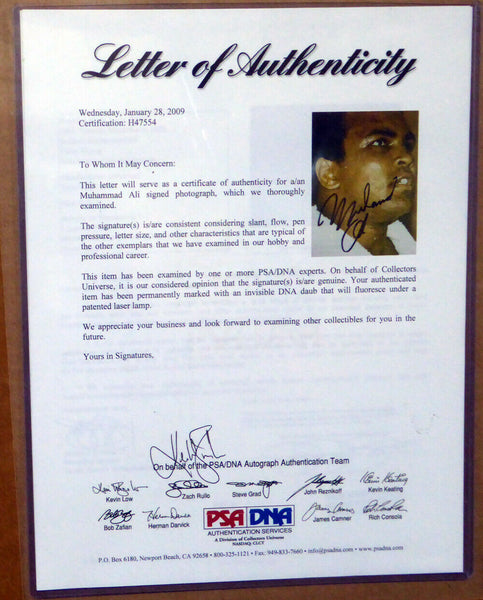 Letter of Authenticity
Wednesday, January 28, 2009
Certification: H47554
To Whom It May Concern:
This letter will serve as a certificate of authenticity for a/an
Muhammad Ali signed photograph, which we thoroughly
examined.
The signature(s) is/are consistent considering slant, flow, pen
pressure, letter size, and other characteristics that are typical of
the other exemplars that we have examined in our hobby and
professional career.
Muhammad
This item has been examined by one or more PSA/DNA experts. On behalf of Collectors
Universe, it is our considered opinion that the signature(s) is/are genuine. Your authenticated
item has been permanently marked with an invisible DNA daub that will fluoresce under a
patented laser lamp.
We appreciate your business and look forward to examining other collectibles for you in the
future.
Yours in Signatures,
On behalf of the PSA/DNA Autograph Authentication Team
Kevin Low
Zach Rullo
Steve Grad
John Reznikoff
Kevin Keating
Bob Zafian
Herman Darvick
PSA DNA
AUTHENTICATION SERVICES
A Division of Collectors Universe
NASDAQ: CLCT
James Camner
Rich Consola
P.O. Box 6180, Newport Beach, CA 92658 • 800-325-1121 • Fax 949-833-7660 • info@psadna.com • www.psadna.com